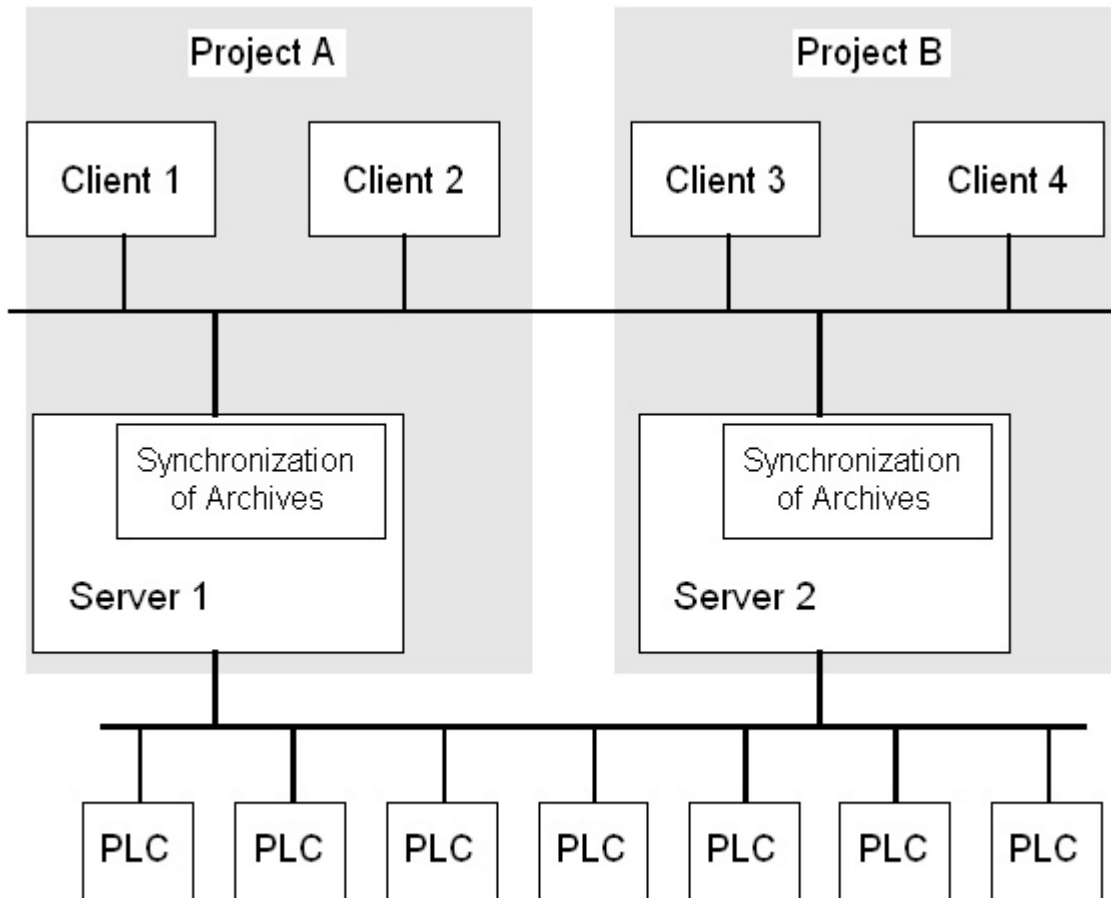 Project A
Project B
Client 1
Client 2
Client 3
Client 4
Synchronization
of Archives
Server 1
Synchronization
of Archives
Server 2
PLC
PLC
PLC
PLC
PLC
PLC
PLC